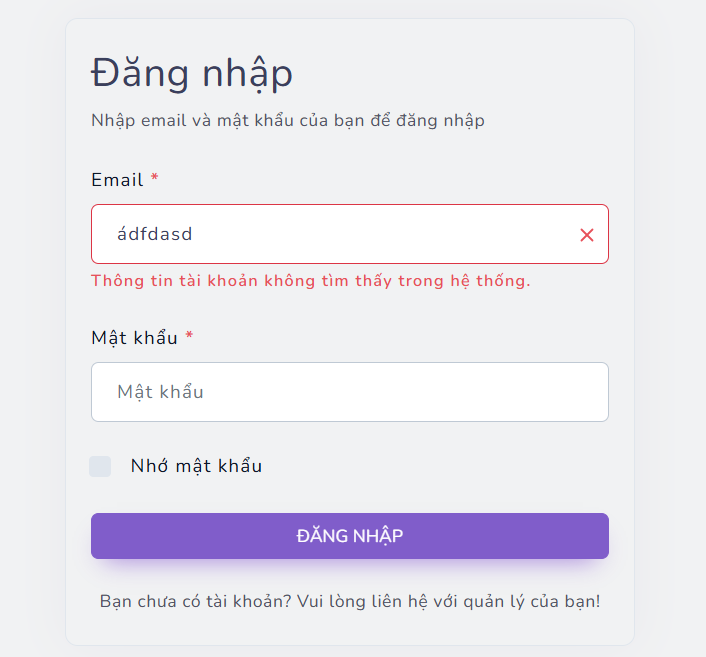 Đăng nhập
Nhập email và mật khẩu của bạn để đăng nhập
Email *
ádfdasd
Thông tin tài khoản không tìm thấy trong hệ thống.
Mật khẩu *
Mật khẩu
Nhớ mật khẩu
ĐĂNG NHẬP
Bạn chưa có tài khoản? Vui lòng liên hệ với quản lý của bạn!